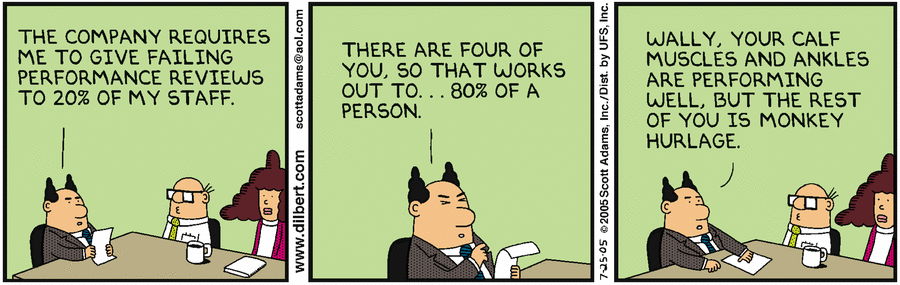 THE COMPANY REQUIRES
ME TO GIVE FAILING
PERFORMANCE REVIEWS
TO 20% OF MY STAFF.
www.dilbert.com
scottadams@aol.com
THERE ARE FOUR OF
YOU, SO THAT WORKS
OUT TO... 80% OF A
PERSON.
7-25-05 © 2005 Scott Adams, Inc./Dist. by UFS, Inc.
WALLY, YOUR CALF
MUSCLES AND ANKLES
ARE PERFORMING
WELL, BUT THE REST
OF YOU IS MONKEY
HURLAGE.